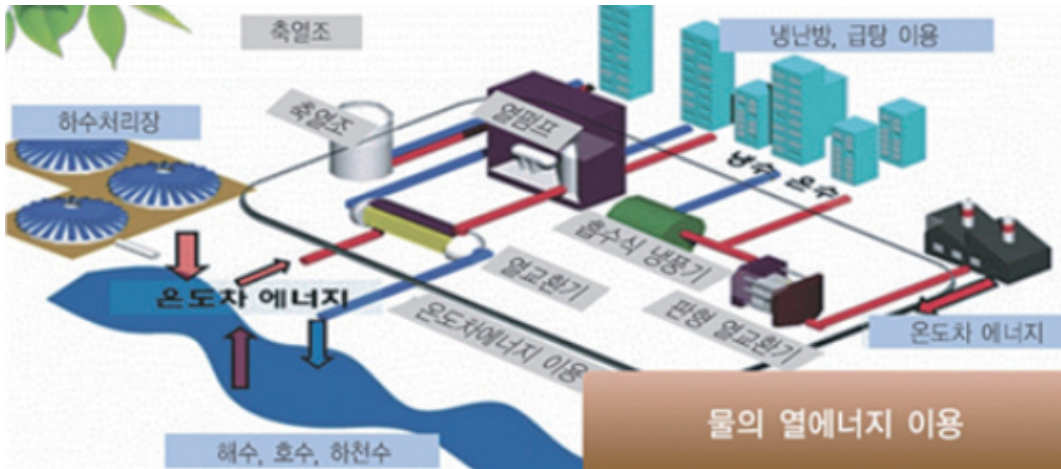 축열조
냉난방, 급탕 이용
하수처리장
축열조
열펌프
냉수 온수
흡수식 냉풍기
열교환기
온도차 에너지
온도차에너지 이용
판형 열교환기
온도차 에너지
물의 열에너지 이용
해수, 호수, 하천수